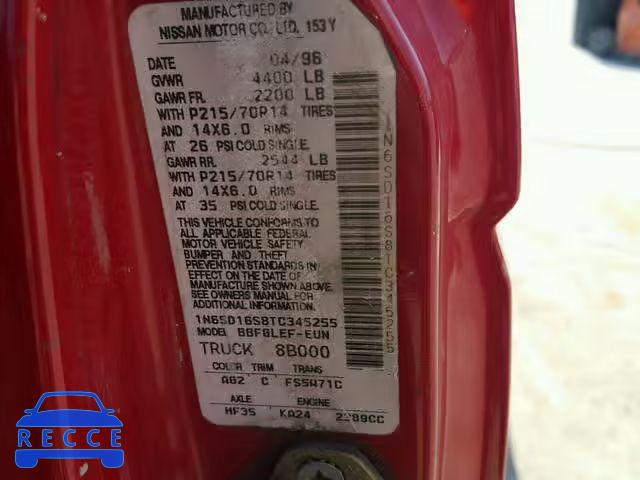 MANUFACTURED BY
NISSAN MOTOR CO., LTD. 153Y
DATE 04/96
GVWR 4400 LB
GAWR FR. 2200 LB
WITH P215/70R14 TIRES
AND 14X6.0 RIMS
AT 26 PSI COLD SINGLE.
GAWR RR. 2544 LB
WITH P215/70R14 TIRES
AND 14X6.0 RIMS
AT 35 PSI COLD SINGLE.
THIS VEHICLE CONFORMS TO
ALL APPLICABLE FEDERAL
MOTOR VEHICLE SAFETY
BUMPER AND THEFT
PREVENTION STANDARDS IN
EFFECT ON THE DATE OF
MANUFACTURE SHOWN ABOVE.
SEE OWNERS MANUAL FOR
ADDITIONAL INFORMATION.
1N6SD16S8TC345255
MODEL BBFBLEF-EUN
TRUCK 8B000
COLOR TRIM TRANS
AG2 C FS5W71C
AXLE ENGINE
HF35 KA24 2389CC
1N6SD16S8TC345255
RECCE